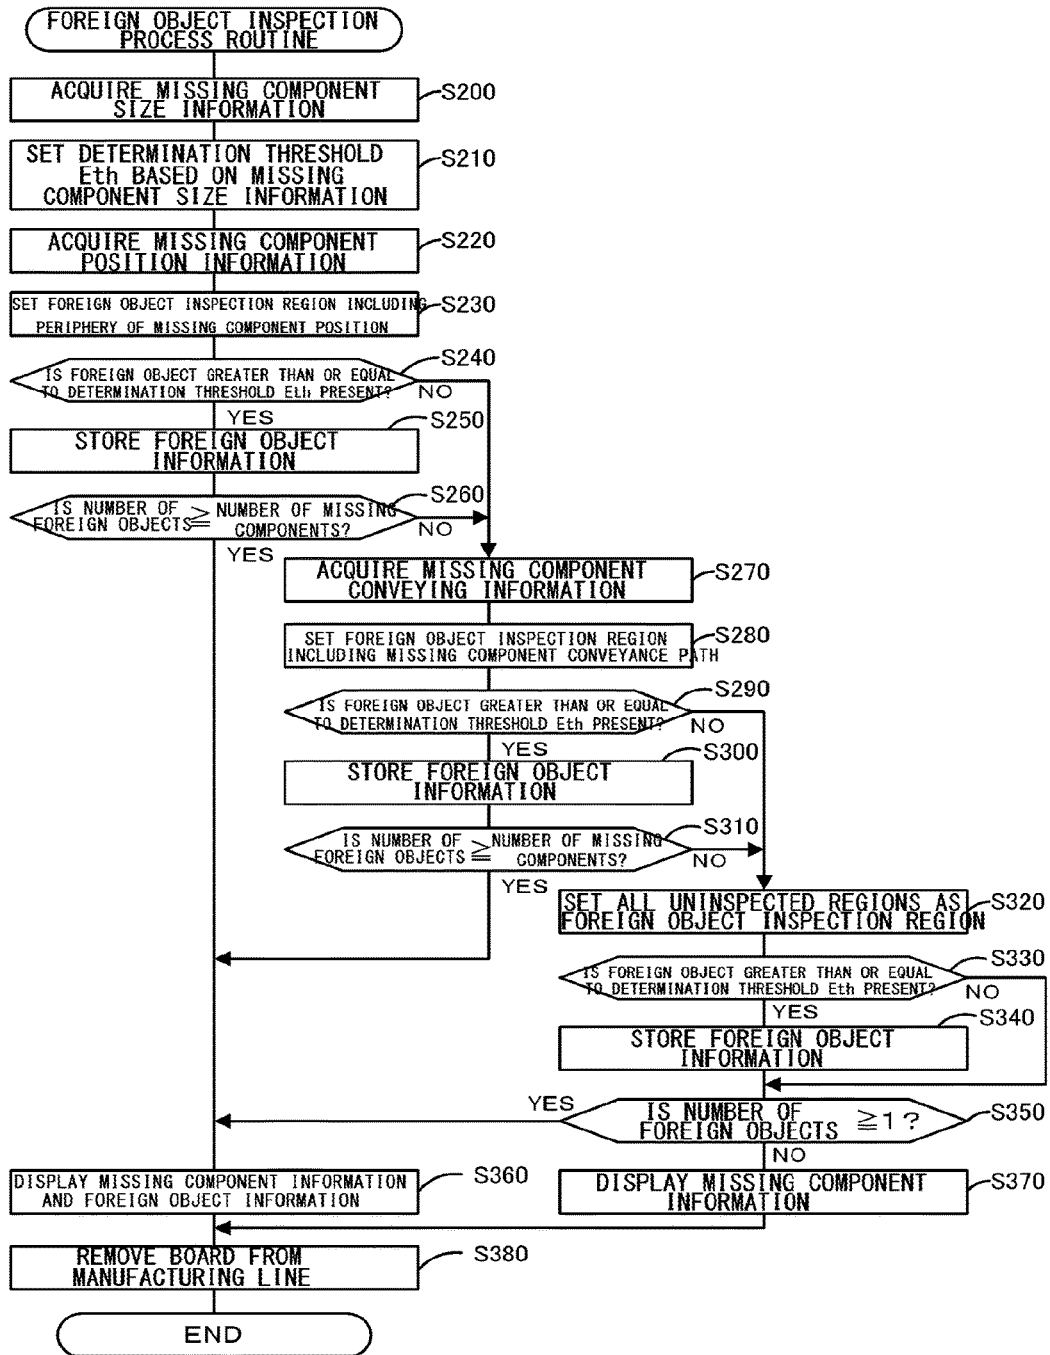 FOREIGN OBJECT INSPECTION
PROCESS ROUTINE
ACQUIRE MISSING COMPONENT
SIZE INFORMATION
S200
SET DETERMINATION THRESHOLD
Eth BASED ON MISSING
COMPONENT SIZE INFORMATION
S210
ACQUIRE MISSING COMPONENT
POSITION INFORMATION
S220
SET FOREIGN OBJECT INSPECTION REGION INCLUDING
PERIPHERY OF MISSING COMPONENT POSITION
S230
S240
IS FOREIGN OBJECT GREATER THAN OR EQUAL
TO DETERMINATION THRESHOLD Eth PRESENT?
NO
YES
S250
STORE FOREIGN OBJECT
INFORMATION
S260
IS NUMBER OF FOREIGN OBJECTS ≧ NUMBER OF MISSING COMPONENTS?
NO
YES
ACQUIRE MISSING COMPONENT
CONVEYING INFORMATION
S270
SET FOREIGN OBJECT INSPECTION REGION
INCLUDING MISSING COMPONENT CONVEYANCE PATH
S280
S290
IS FOREIGN OBJECT GREATER THAN OR EQUAL
TO DETERMINATION THRESHOLD Eth PRESENT?
NO
YES
S300
STORE FOREIGN OBJECT
INFORMATION
S310
IS NUMBER OF FOREIGN OBJECTS ≧ NUMBER OF MISSING COMPONENTS?
NO
YES
SET ALL UNINSPECTED REGIONS AS
FOREIGN OBJECT INSPECTION REGION
S320
S330
IS FOREIGN OBJECT GREATER THAN OR EQUAL
TO DETERMINATION THRESHOLD Eth PRESENT?
NO
YES
S340
STORE FOREIGN OBJECT
INFORMATION
YES
IS NUMBER OF
FOREIGN OBJECTS ≧1?
S350
NO
DISPLAY MISSING COMPONENT INFORMATION
AND FOREIGN OBJECT INFORMATION
S360
DISPLAY MISSING COMPONENT
INFORMATION
S370
REMOVE BOARD FROM
MANUFACTURING LINE
S380
END